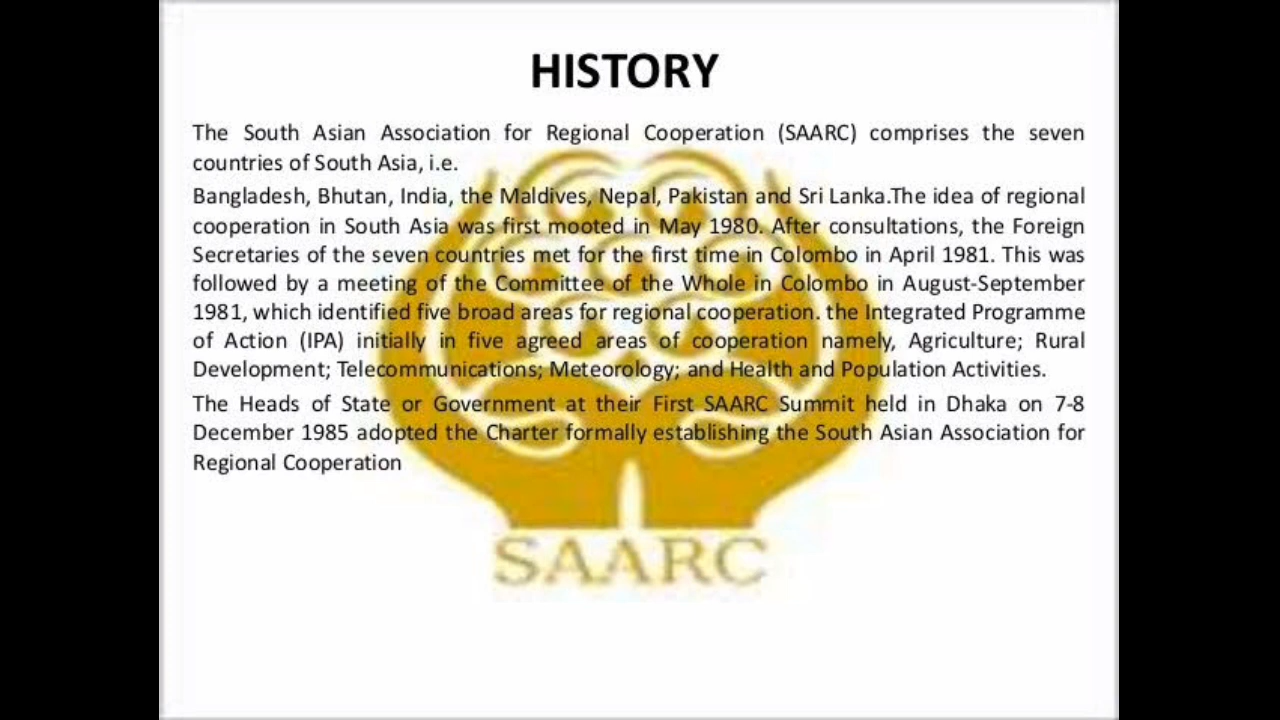 HISTORY
The South Asian Association for Regional Cooperation (SAARC) comprises the seven
countries of South Asia, i.e.
Bangladesh, Bhutan, India, the Maldives, Nepal, Pakistan and Sri Lanka.The idea of regional
cooperation in South Asia was first mooted in May 1980. After consultations, the Foreign
Secretaries of the seven countries met for the first time in Colombo in April 1981. This was
followed by a meeting of the Committee of the Whole in Colombo in August-September
1981, which identified five broad areas for regional cooperation. the Integrated Programme
of Action (IPA) initially in five agreed areas of cooperation namely, Agriculture; Rural
Development; Telecommunications; Meteorology; and Health and Population Activities.
The Heads of State or Government at their First SAARC Summit held in Dhaka on 7-8
December 1985 adopted the Charter formally establishing the South Asian Association for
Regional Cooperation
SAARC